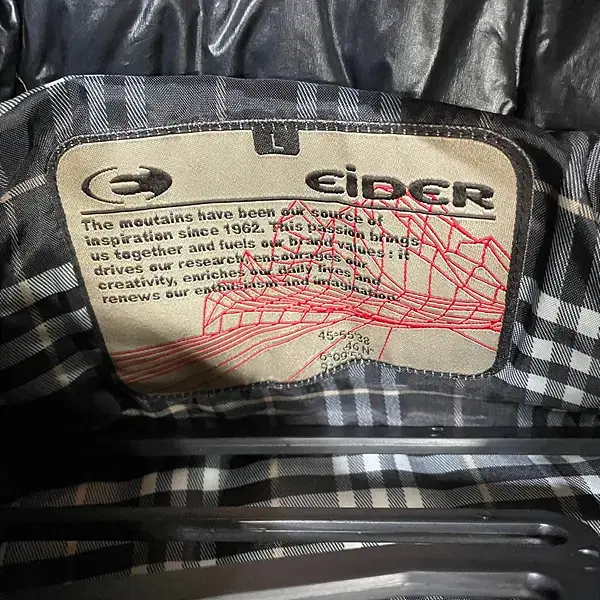 L
EiDER
The moutains have been our source of
inspiration since 1962. This passion brings
us together and fuels our brand values : it
drives our research, encourages our
creativity, enriches our daily lives and
renews our enthusiasm and imagination.
45°55'38
46 N-